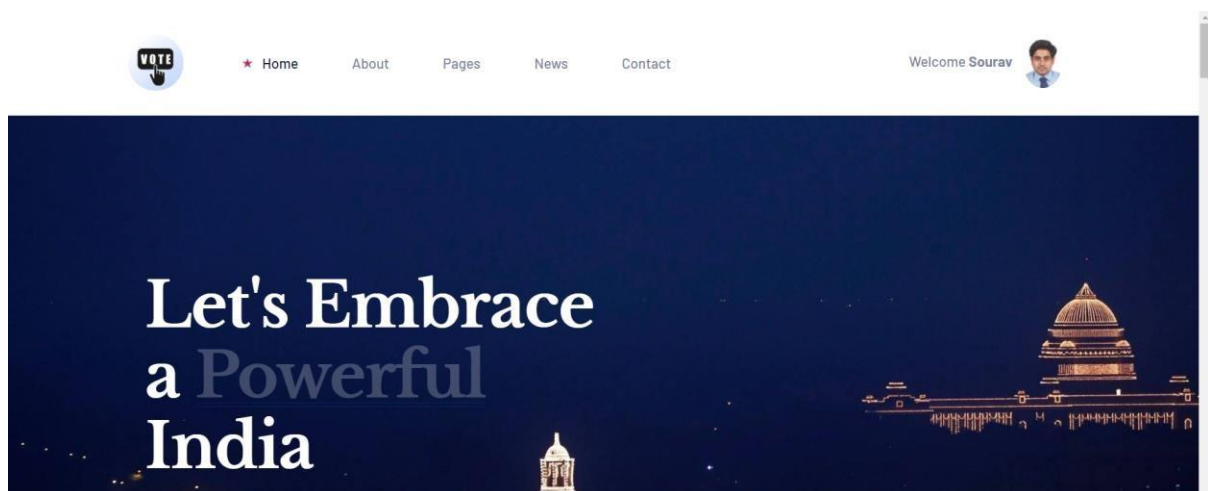 VOTE
Home About Pages News Contact Welcome Sourav
Let's Embrace
a Powerful
India